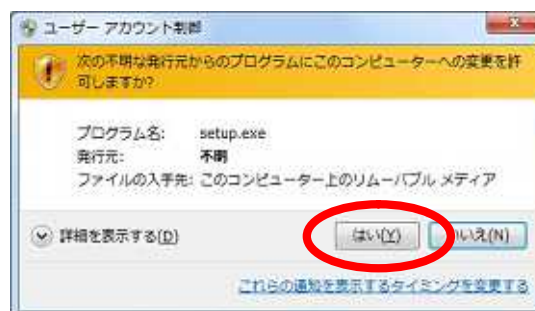 ユーザー アカウント制御
次の不明な発行元からのプログラムにこのコンピューターへの変更を許
可しますか?
プログラム名: setup.exe
発行元: 不明
ファイルの入手先: このコンピューター上のリムーバブル メディア
詳細を表示する(D) はい(Y) いいえ(N)
これらの通知を表示するタイミングを変更する